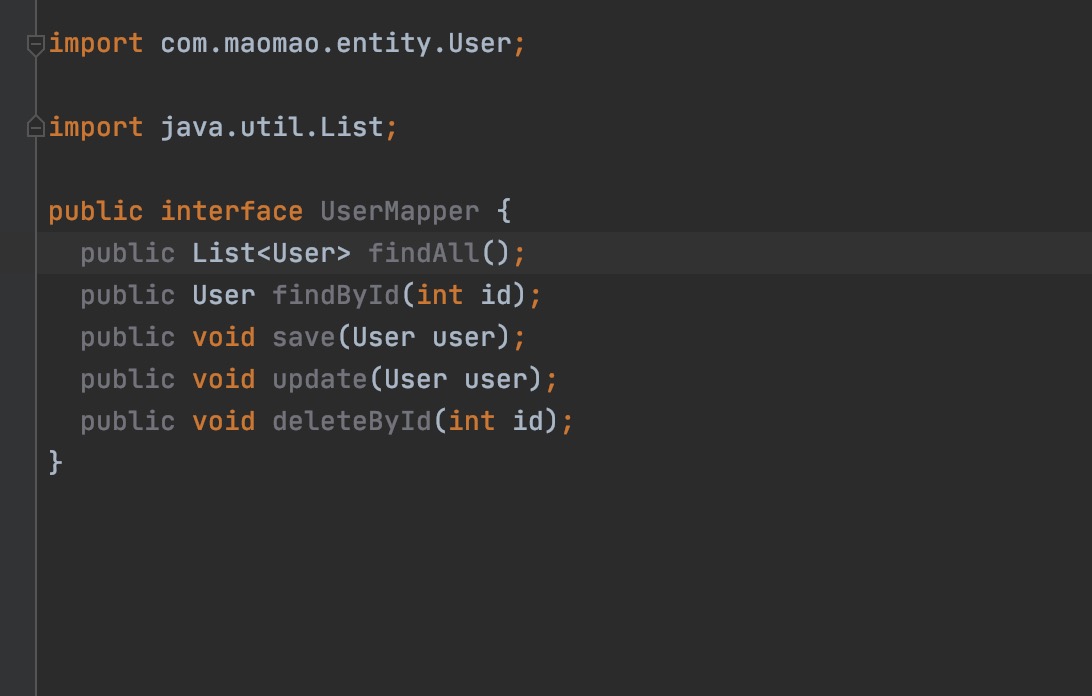 import com.maomao.entity.User;
import java.util.List;
public interface UserMapper {
public List<User> findAll();
public User findById(int id);
public void save(User user);
public void update(User user);
public void deleteById(int id);
}